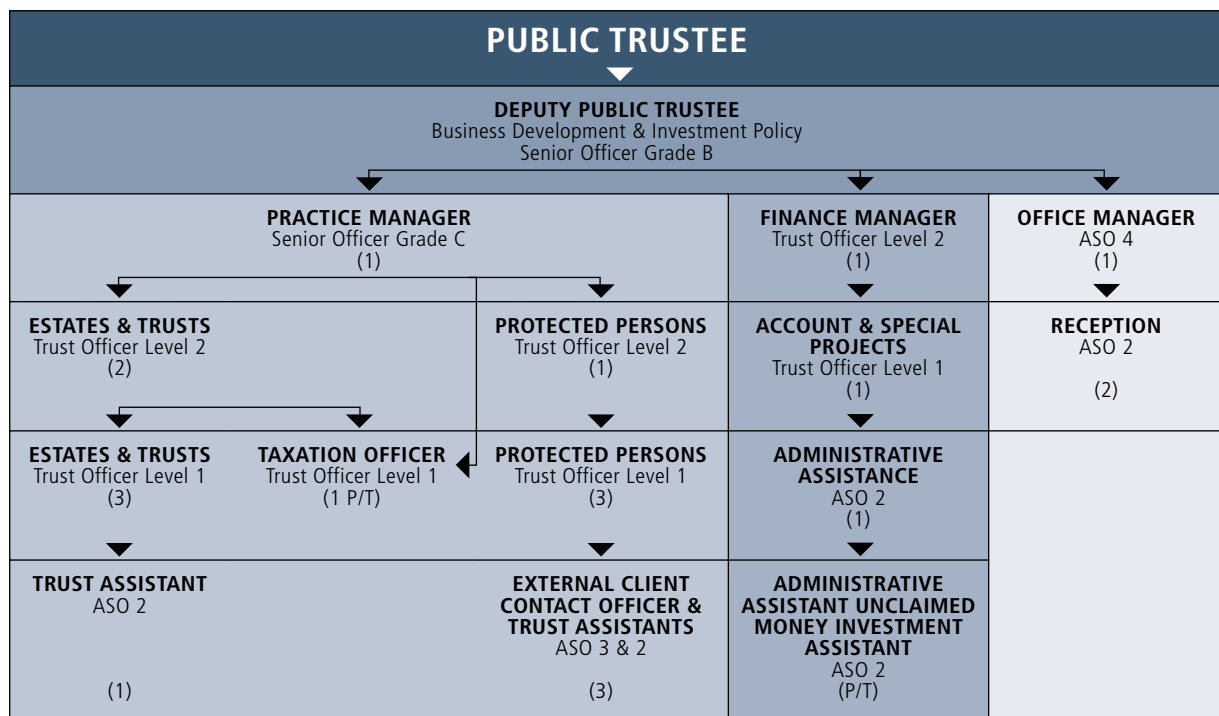 PUBLIC TRUSTEE
DEPUTY PUBLIC TRUSTEE
Business Development & Investment Policy
Senior Officer Grade B
PRACTICE MANAGER
Senior Officer Grade C
(1)
FINANCE MANAGER
Trust Officer Level 2
(1)
OFFICE MANAGER
ASO 4
(1)
ESTATES & TRUSTS
Trust Officer Level 2
(2)
PROTECTED PERSONS
Trust Officer Level 2
(1)
ACCOUNT & SPECIAL
PROJECTS
Trust Officer Level 1
(1)
RECEPTION
ASO 2
(2)
ESTATES & TRUSTS
Trust Officer Level 1
(3)
TAXATION OFFICER
Trust Officer Level 1
(1 P/T)
PROTECTED PERSONS
Trust Officer Level 1
(3)
ADMINISTRATIVE
ASSISTANCE
ASO 2
(1)
TRUST ASSISTANT
ASO 2
(1)
EXTERNAL CLIENT
CONTACT OFFICER &
TRUST ASSISTANTS
ASO 3 & 2
(3)
ADMINISTRATIVE
ASSISTANT UNCLAIMED
MONEY INVESTMENT
ASSISTANT
ASO 2
(P/T)